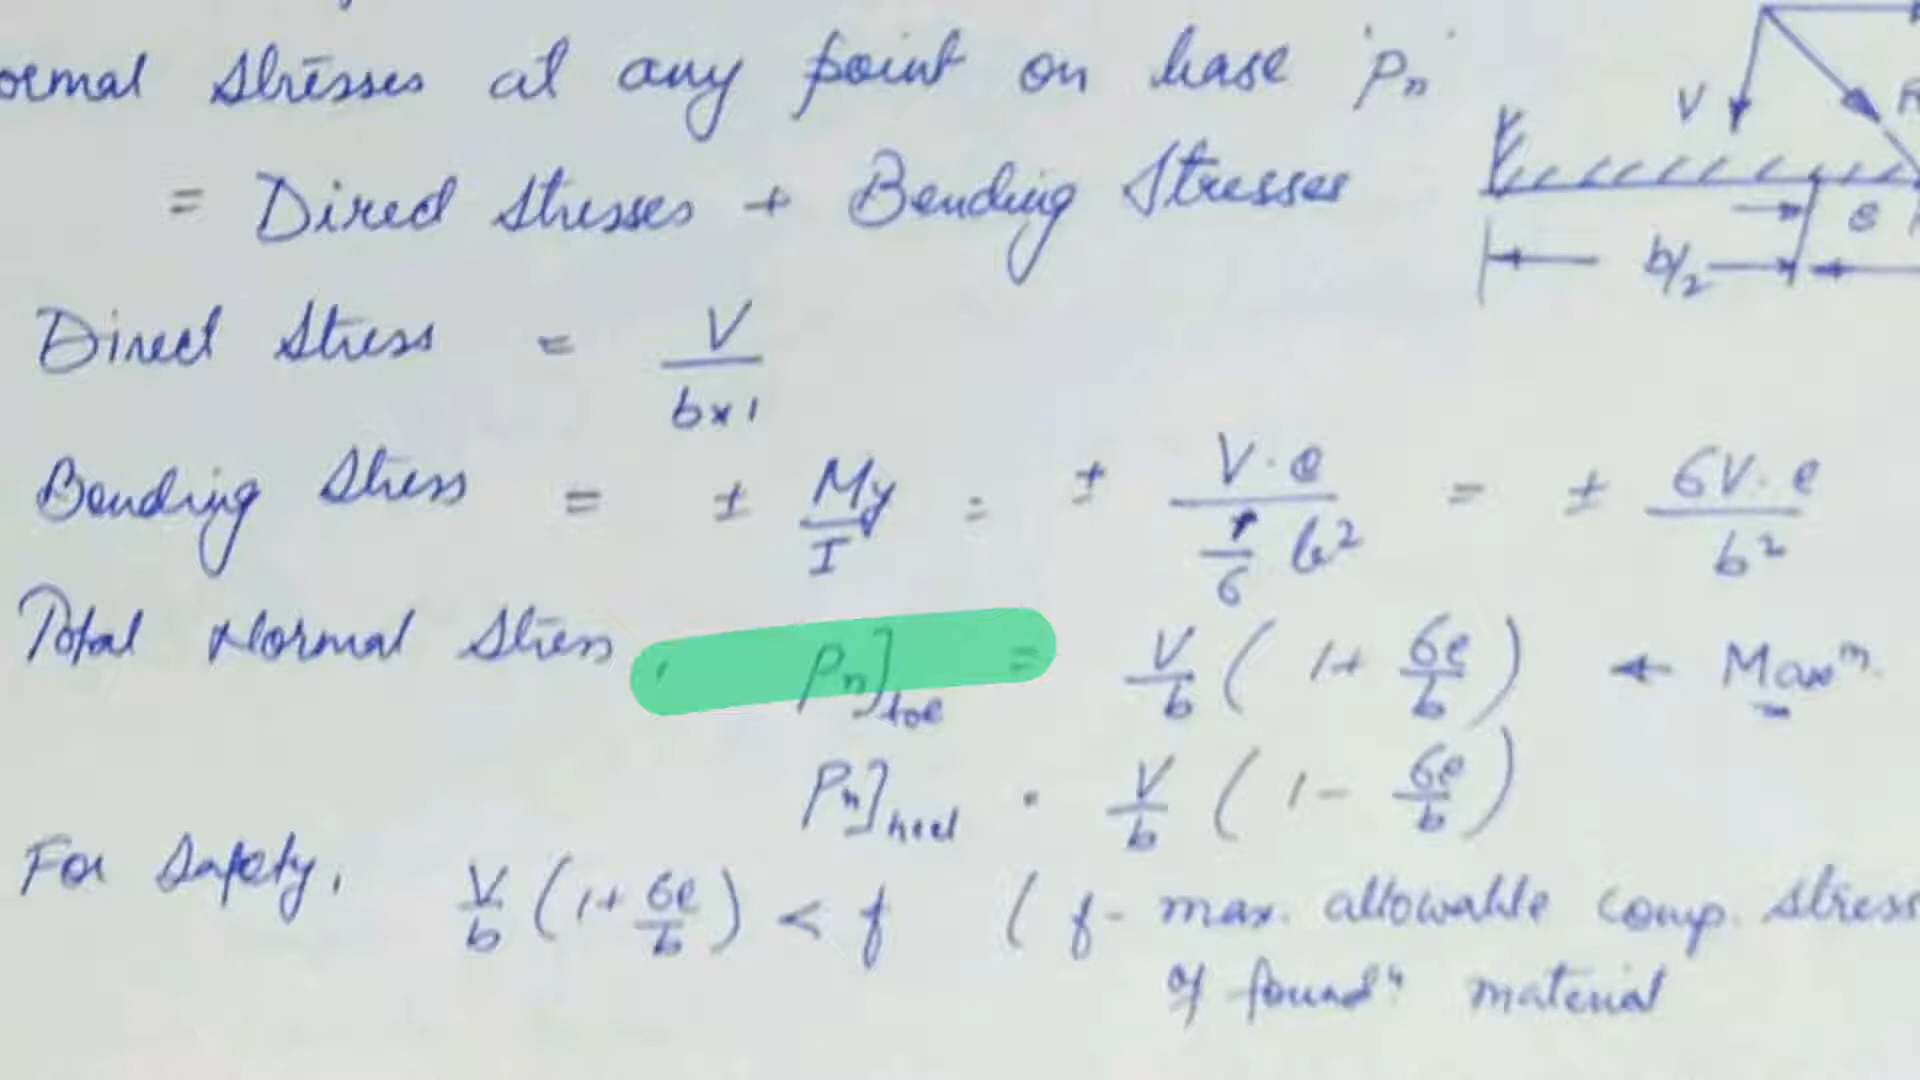 ormal stresses at any point on base 'Pn'
= Direct stresses + Bending Stresses
V
e
b/2
Direct stress = V/(b×1)
Bending stress = ± My/I = ± V·e/(1/6 b²) = ± 6V·e/b²
Total Normal Stress, Pn]toe = V/b (1 + 6e/b) ← Maxᵐ.
Pn]heel = V/b (1 - 6e/b)
For safety, V/b (1 + 6e/b) < f ( f - max. allowable comp. stress
of foundⁿ material